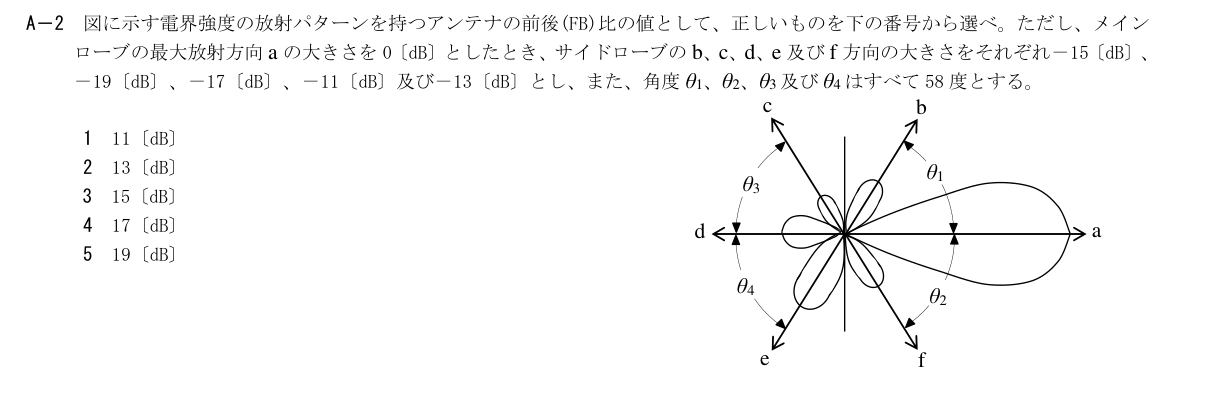 A－2 図に示す電界強度の放射パターンを持つアンテナの前後(FB)比の値として、正しいものを下の番号から選べ。ただし、メイン
ローブの最大放射方向 a の大きさを 0〔dB〕としたとき、サイドローブの b、c、d、e 及び f 方向の大きさをそれぞれ－15〔dB〕、
－19〔dB〕、－17〔dB〕、－11〔dB〕及び－13〔dB〕とし、また、角度 θ1、θ2、θ3 及び θ4 はすべて 58 度とする。
1 11〔dB〕
2 13〔dB〕
3 15〔dB〕
4 17〔dB〕
5 19〔dB〕
c
b
θ3
θ1
d
a
θ4
θ2
e
f